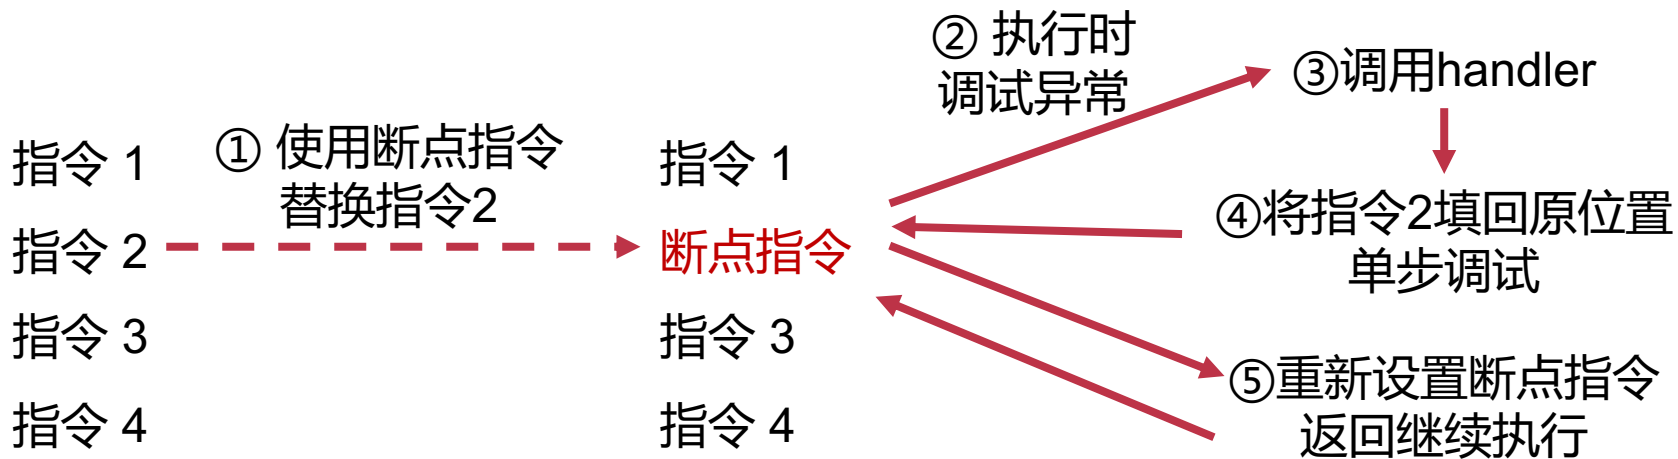 指令 1
指令 2
指令 3
指令 4
① 使用断点指令
替换指令2
指令 1
断点指令
指令 3
指令 4
② 执行时
调试异常
③调用handler
④将指令2填回原位置
单步调试
⑤重新设置断点指令
返回继续执行